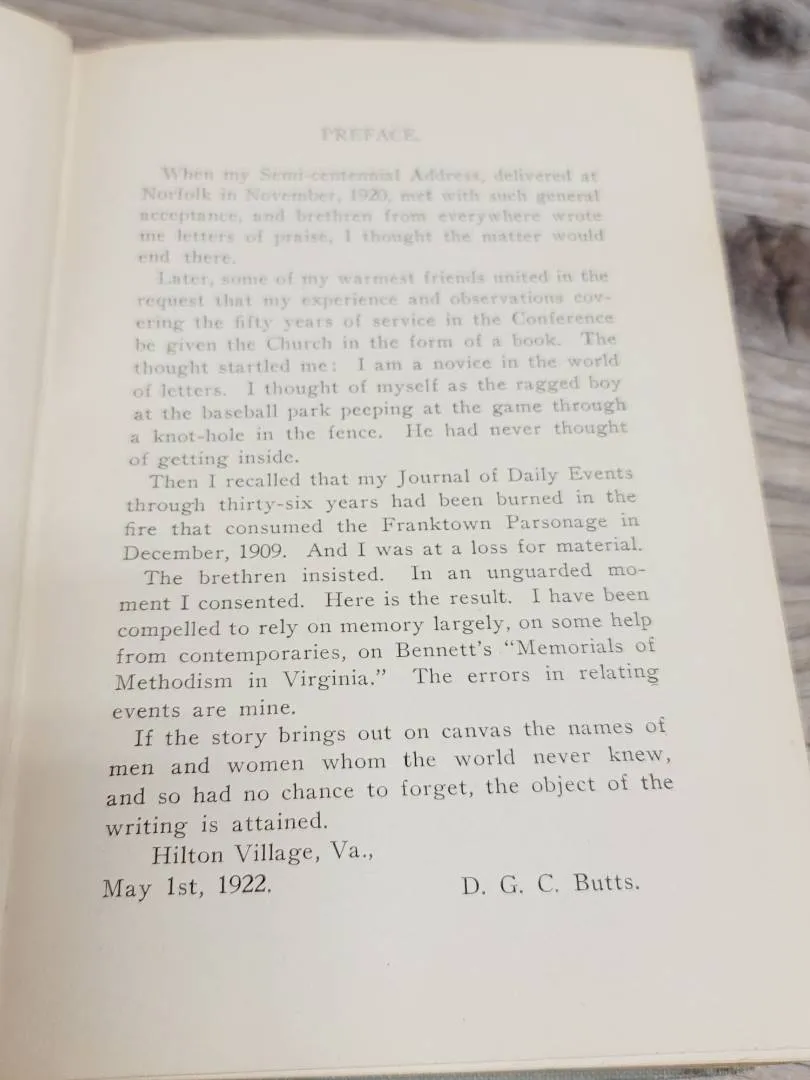 PREFACE.
When my Semi-centennial Address, delivered at
Norfolk in November, 1920, met with such general
acceptance, and brethren from everywhere wrote
me letters of praise, I thought the matter would
end there.
Later, some of my warmest friends united in the
request that my experience and observations cov-
ering the fifty years of service in the Conference
be given the Church in the form of a book. The
thought startled me: I am a novice in the world
of letters. I thought of myself as the ragged boy
at the baseball park peeping at the game through
a knot-hole in the fence. He had never thought
of getting inside.
Then I recalled that my Journal of Daily Events
through thirty-six years had been burned in the
fire that consumed the Franktown Parsonage in
December, 1909. And I was at a loss for material.
The brethren insisted. In an unguarded mo-
ment I consented. Here is the result. I have been
compelled to rely on memory largely, on some help
from contemporaries, on Bennett's "Memorials of
Methodism in Virginia." The errors in relating
events are mine.
If the story brings out on canvas the names of
men and women whom the world never knew,
and so had no chance to forget, the object of the
writing is attained.
Hilton Village, Va.,
May 1st, 1922. D. G. C. Butts.